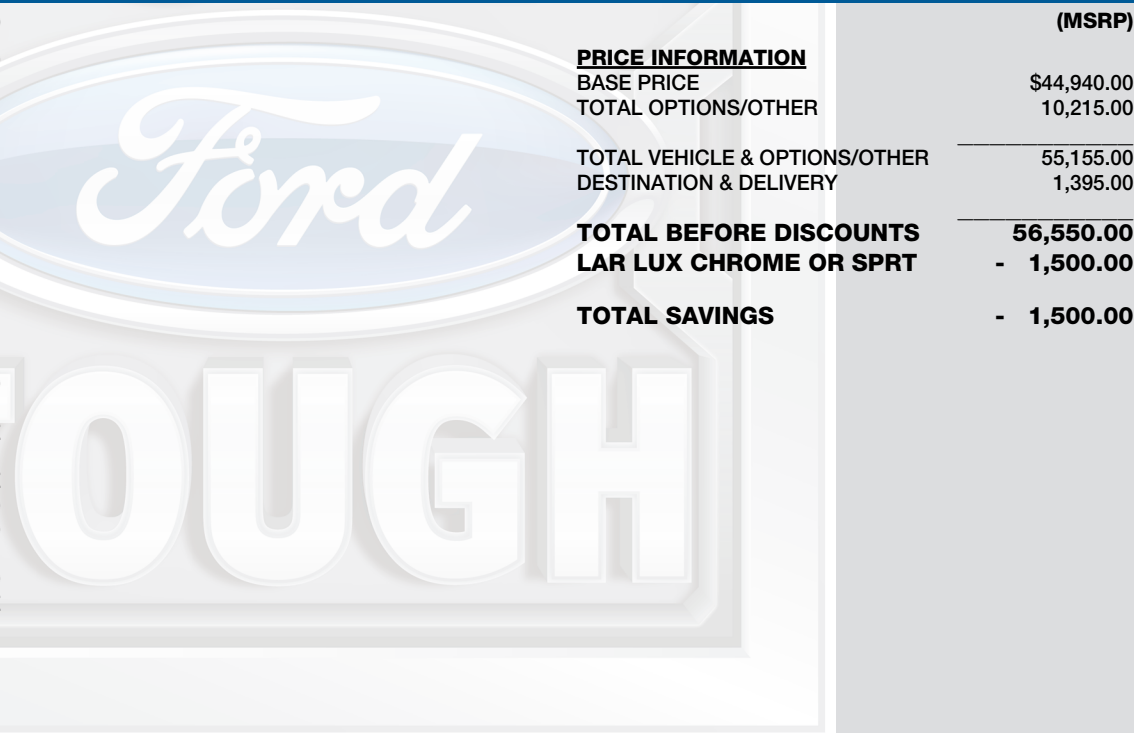 (MSRP)
PRICE INFORMATION
BASE PRICE $44,940.00
TOTAL OPTIONS/OTHER 10,215.00
TOTAL VEHICLE & OPTIONS/OTHER 55,155.00
DESTINATION & DELIVERY 1,395.00
TOTAL BEFORE DISCOUNTS 56,550.00
LAR LUX CHROME OR SPRT - 1,500.00
TOTAL SAVINGS - 1,500.00
Ford
TOUGH